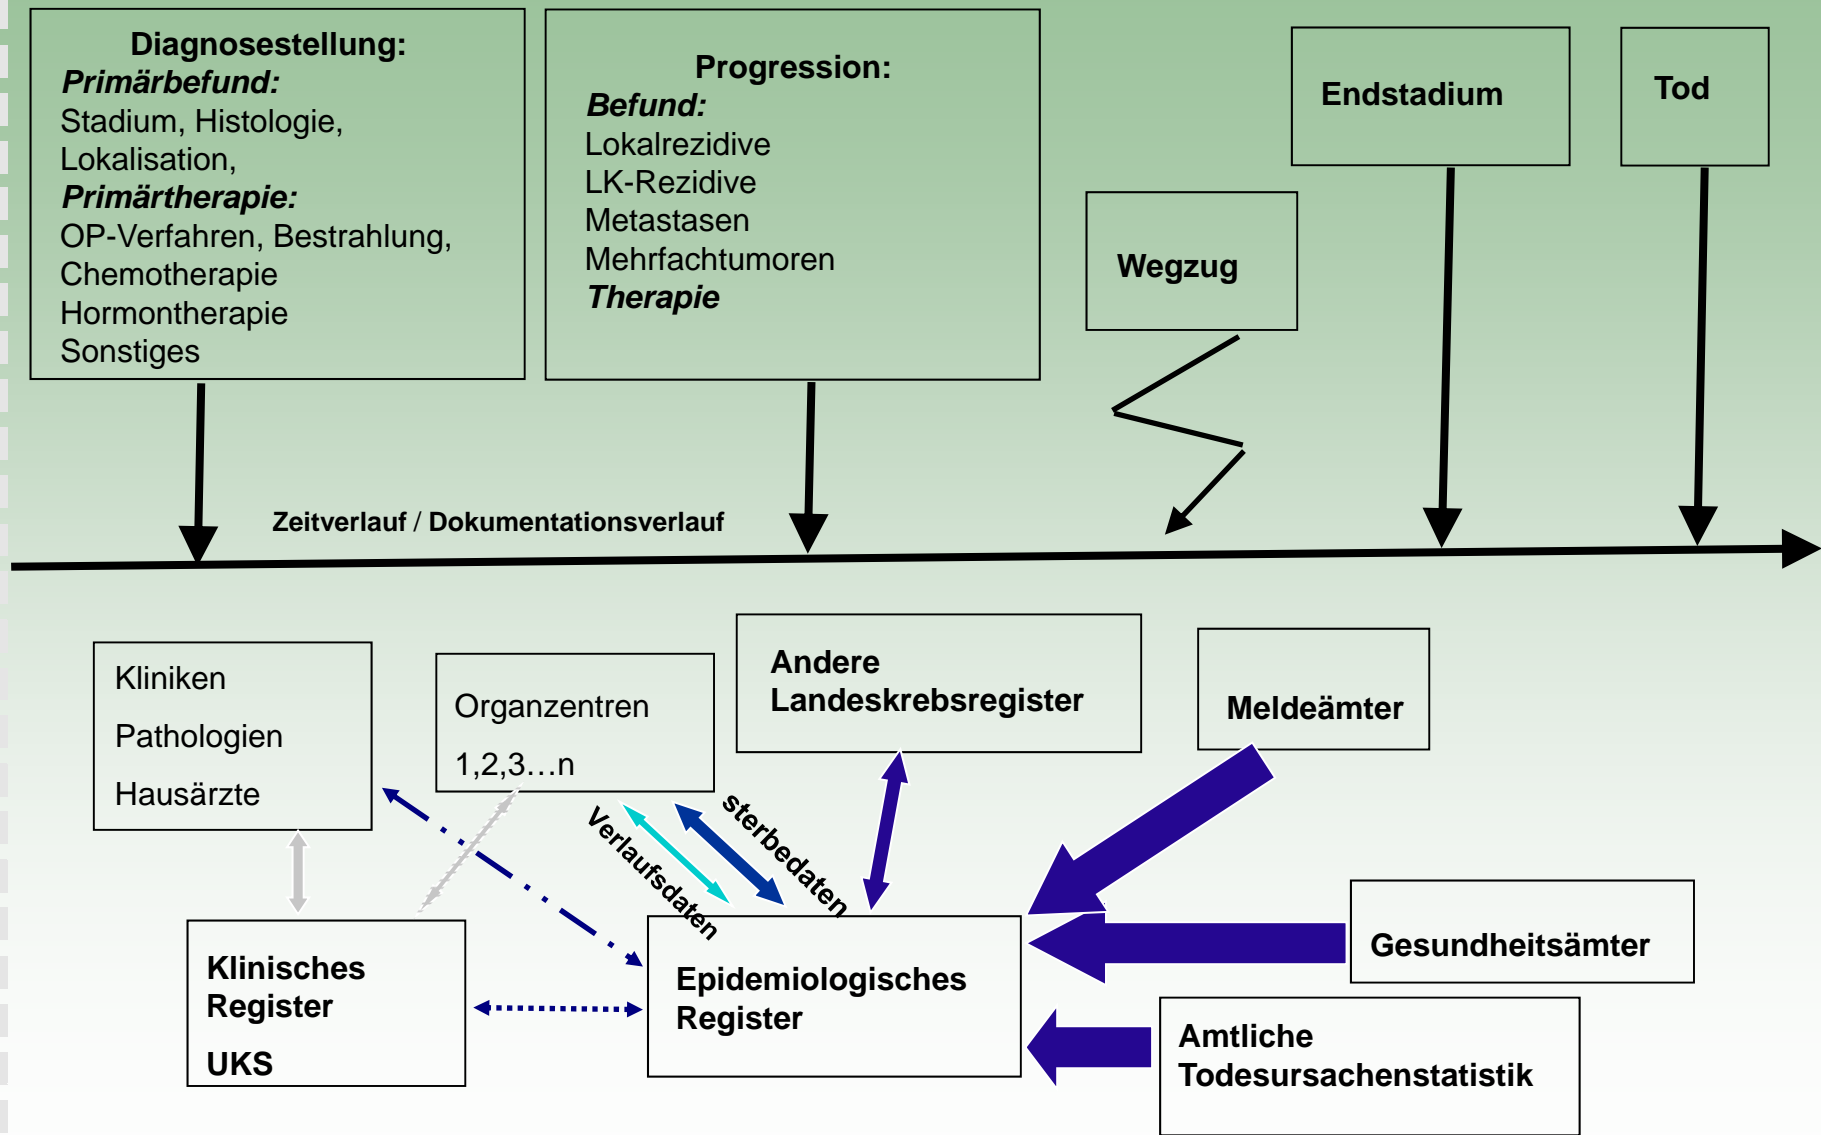 Diagnosestellung:
Primärbefund:
Stadium, Histologie,
Lokalisation,
Primärtherapie:
OP-Verfahren, Bestrahlung,
Chemotherapie
Hormontherapie
Sonstiges
Progression:
Befund:
Lokalrezidive
LK-Rezidive
Metastasen
Mehrfachtumoren
Therapie
Wegzug
Endstadium
Tod
Zeitverlauf / Dokumentationsverlauf
Kliniken
Pathologien
Hausärzte
Organzentren
1,2,3…n
Andere
Landeskrebsregister
Meldeämter
Verlaufsdaten
sterbedaten
Klinisches
Register
UKS
Epidemiologisches
Register
Gesundheitsämter
Amtliche
Todesursachenstatistik